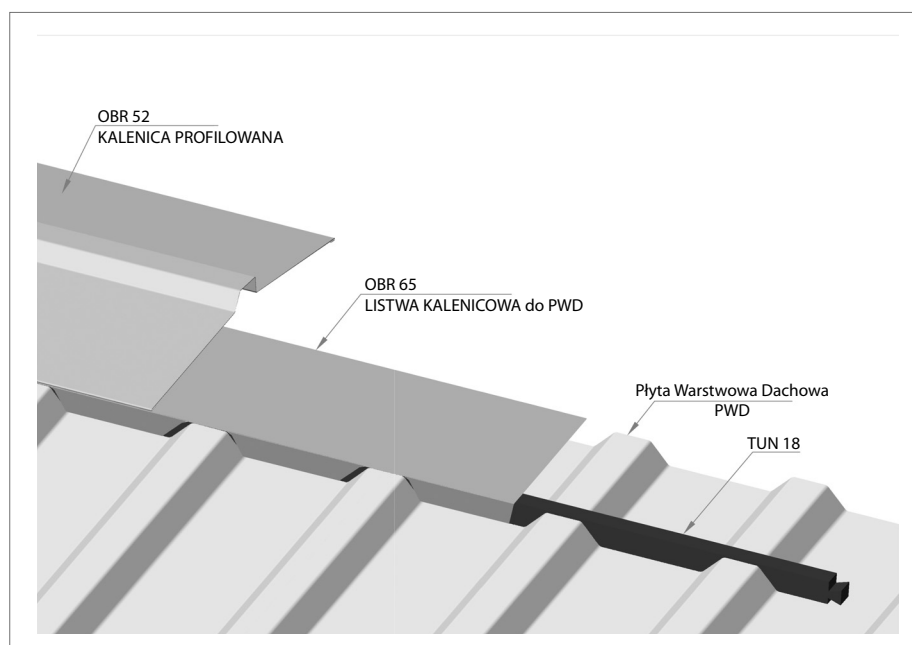 OBR 52
KALENICA PROFILOWANA
OBR 65
LISTWA KALENICOWA do PWD
Płyta Warstwowa Dachowa
PWD
TUN 18